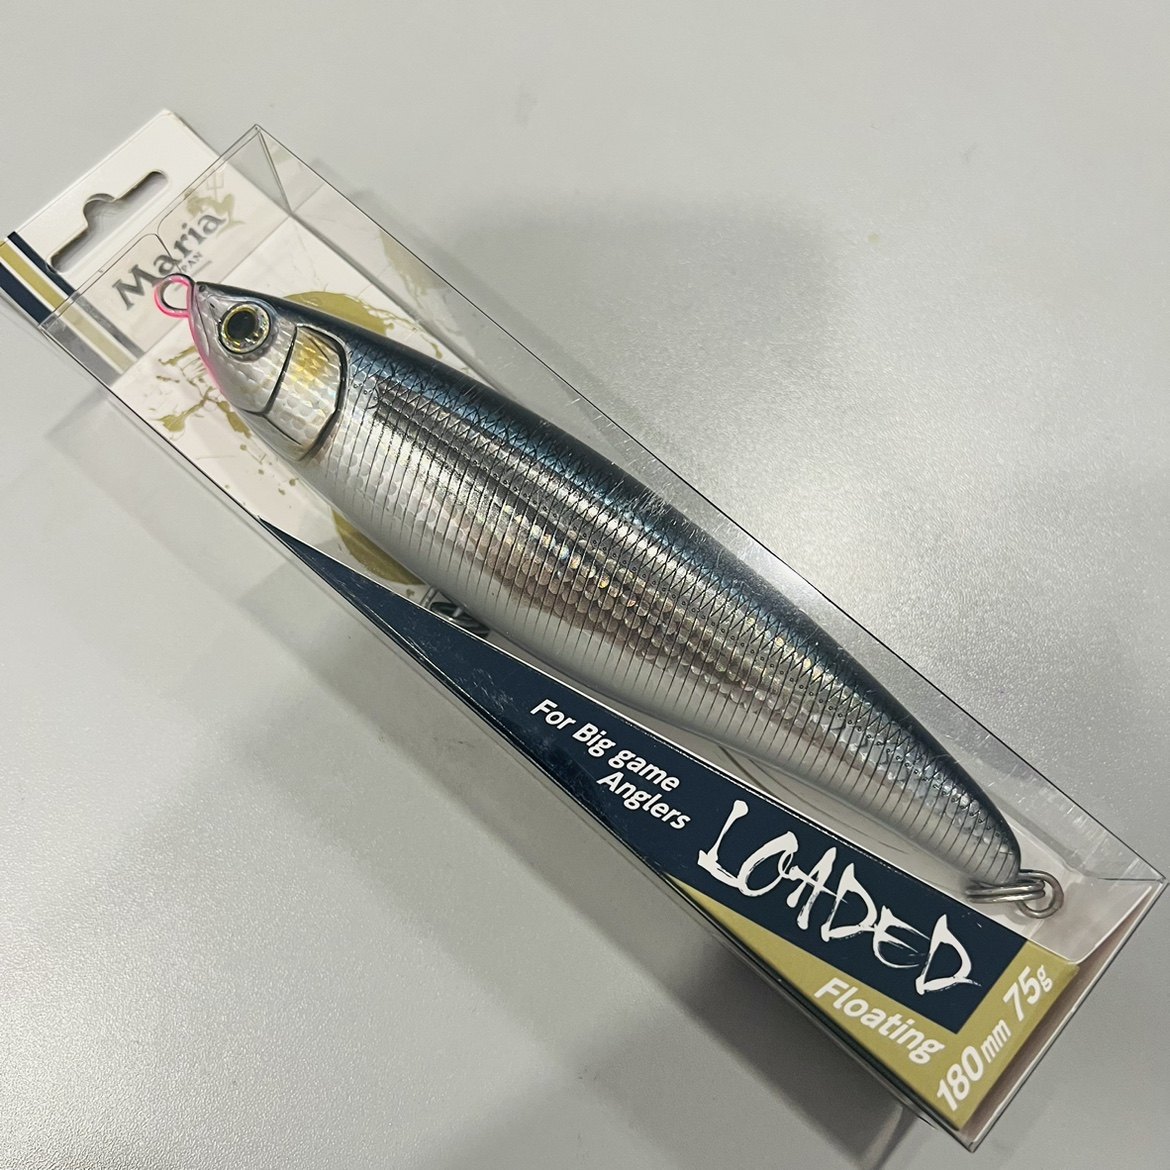 Maria
For Big game
Anglers
LOADED
Floating
180mm 75g